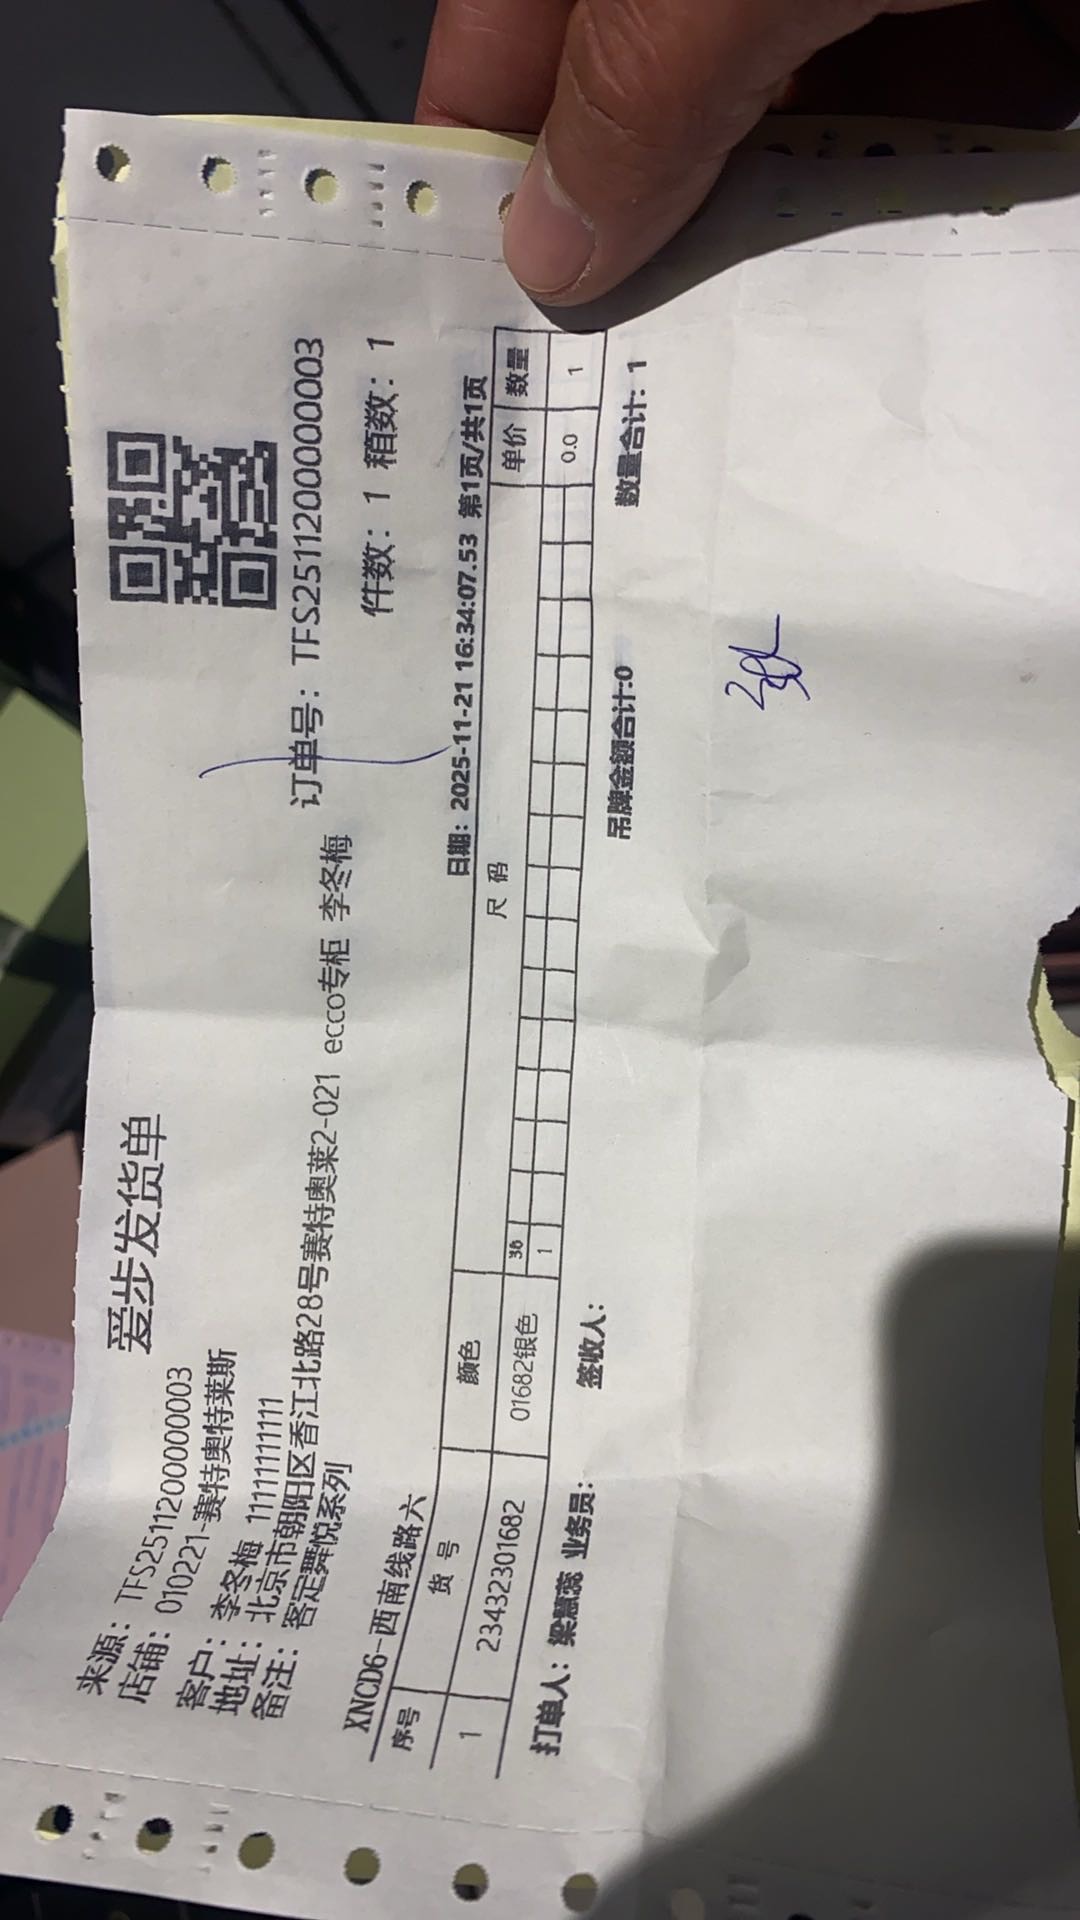 爱步发货单
来源：TFS251120000003
店铺：010221-赛特奥特莱斯
订单号：TFS251120000003
客户：李冬梅 11111111111
地址：北京市朝阳区香江北路28号赛特奥莱2-021 ecco专柜 李冬梅
备注：客定舞悦系列
件数：1 箱数：1
XNCD6-西南线路六
日期：2025-11-21 16:34:07.53 第1页/共1页
序号 货 号 颜色 尺 码 单价 数量
36
1 23432301682 01682银色 1 0.0 1
打单人：梁慧蕊 业务员： 签收人： 吊牌金额合计:0 数量合计：1